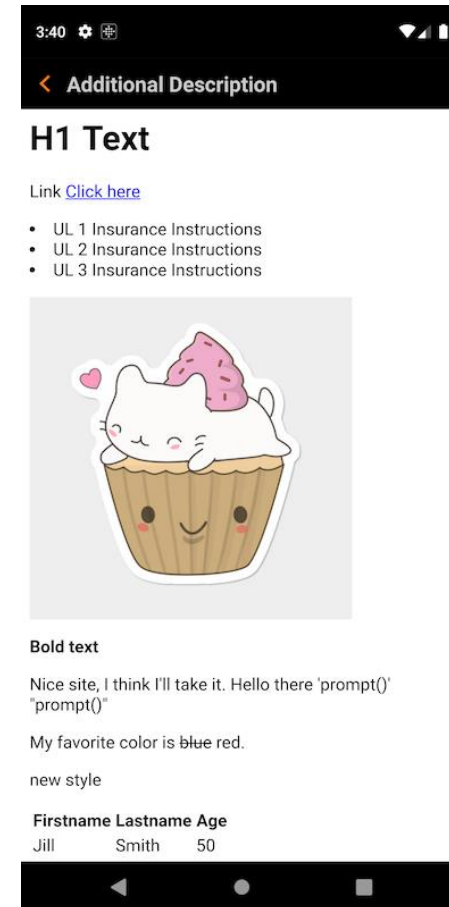 3:40
Additional Description
H1 Text
Link Click here
• UL 1 Insurance Instructions
• UL 2 Insurance Instructions
• UL 3 Insurance Instructions
Bold text
Nice site, I think I'll take it. Hello there 'prompt()'
"prompt()"
My favorite color is blue red.
new style
Firstname Lastname Age
Jill Smith 50